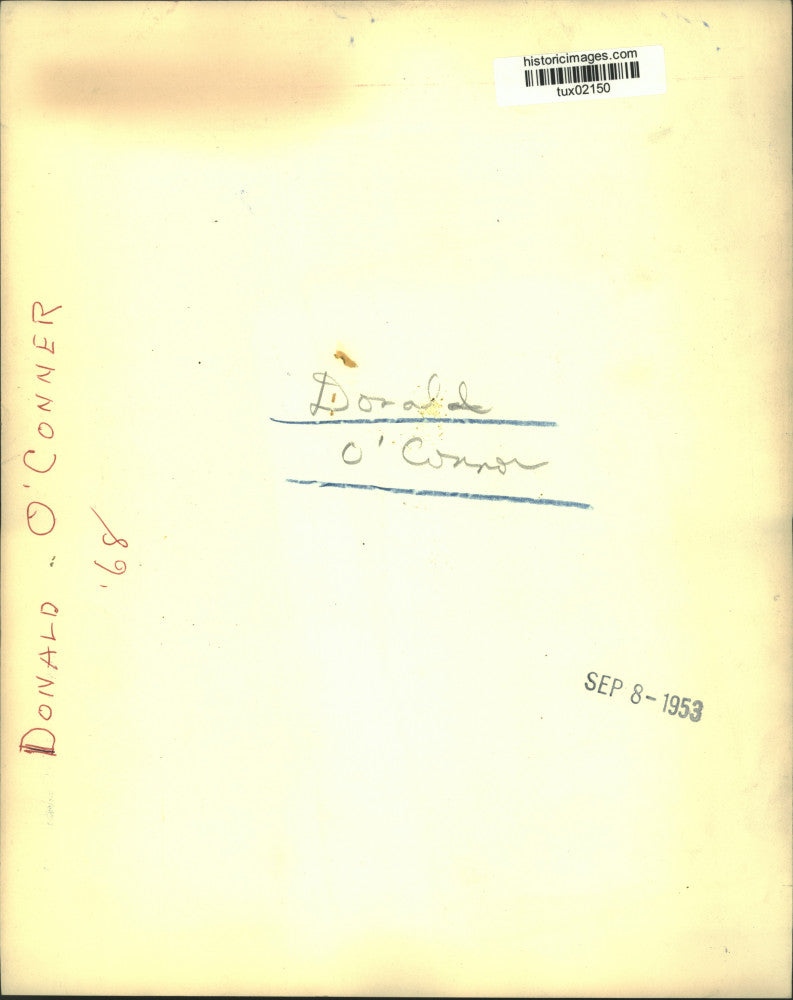 historicimages.com
tux02150
Donald
O'Connor
SEP 8-1953
DONALD - O'CONNER
'68